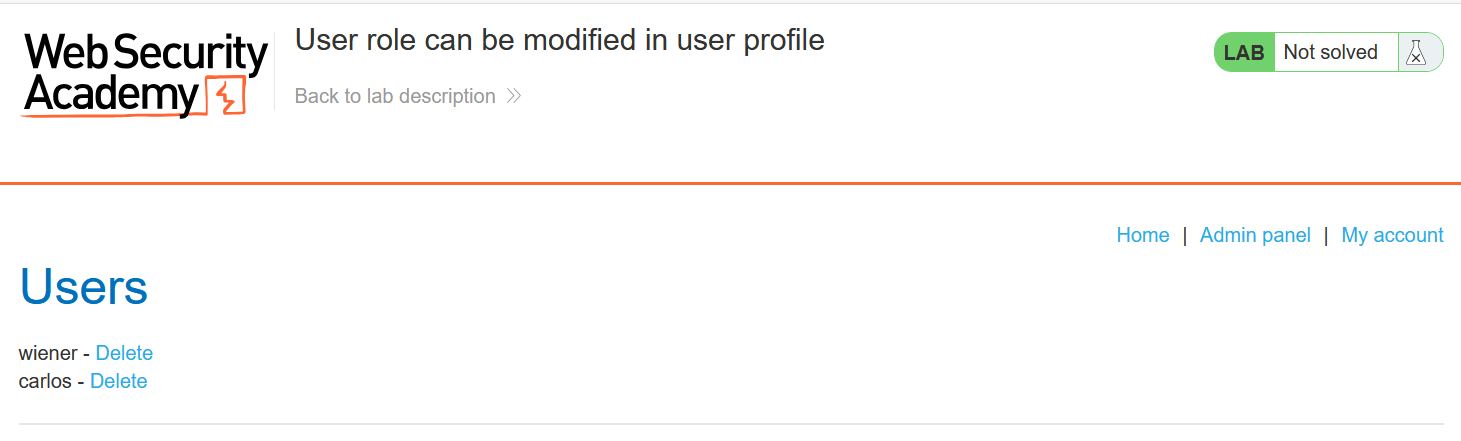 Web Security
Academy
User role can be modified in user profile
Back to lab description
LAB Not solved
Home | Admin panel | My account
Users
wiener - Delete
carlos - Delete